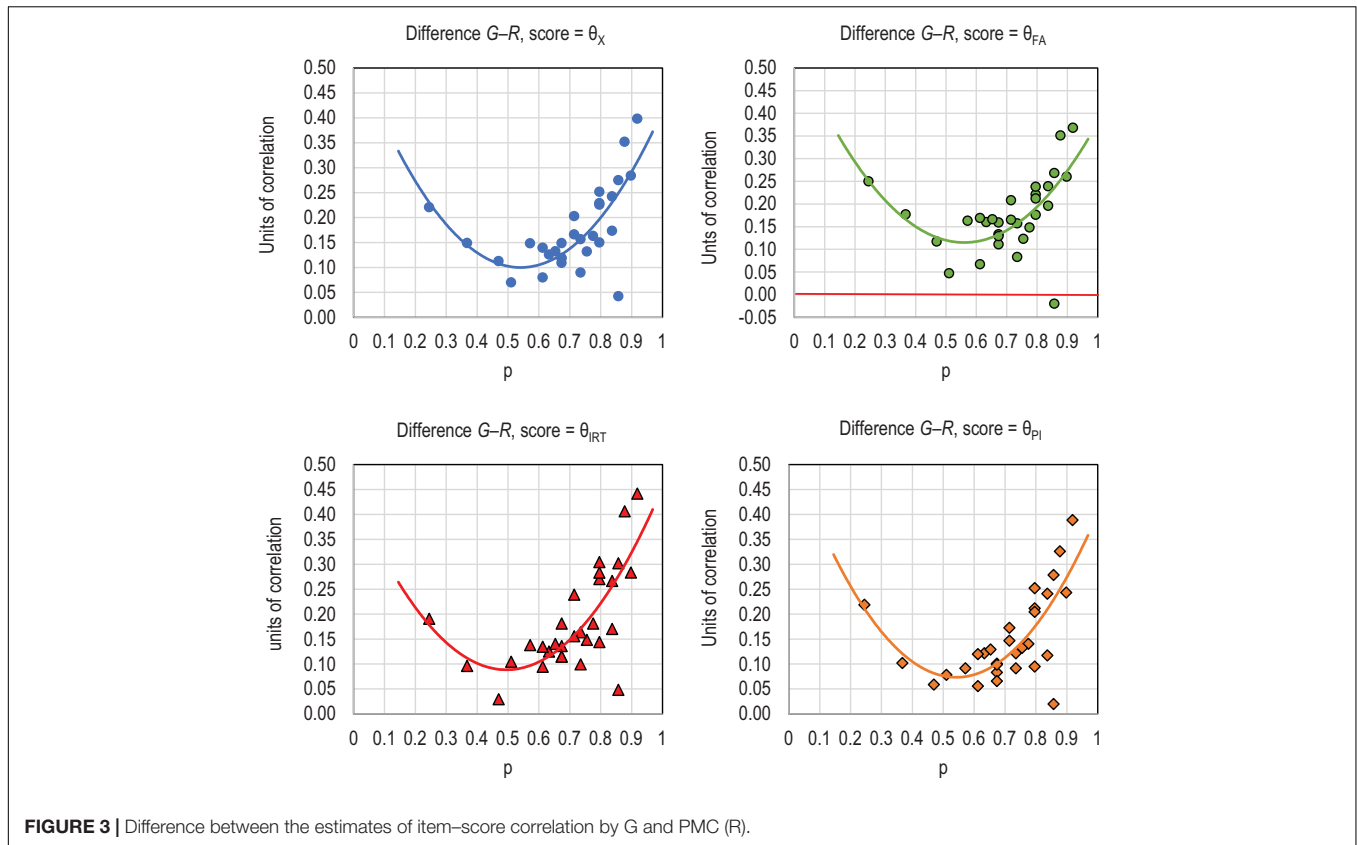 Difference G–R, score = θX
Units of correlation
0.50
0.45
0.40
0.35
0.30
0.25
0.20
0.15
0.10
0.05
0.00
0 0.1 0.2 0.3 0.4 0.5 0.6 0.7 0.8 0.9 1
p
Difference G–R, score = θFA
Unts of correlation
0.50
0.45
0.40
0.35
0.30
0.25
0.20
0.15
0.10
0.05
0.00
-0.05
0 0.1 0.2 0.3 0.4 0.5 0.6 0.7 0.8 0.9 1
p
Difference G–R, score = θIRT
units of correlation
0.50
0.45
0.40
0.35
0.30
0.25
0.20
0.15
0.10
0.05
0.00
0 0.1 0.2 0.3 0.4 0.5 0.6 0.7 0.8 0.9 1
p
Difference G–R, score = θPI
Units of correlation
0.50
0.45
0.40
0.35
0.30
0.25
0.20
0.15
0.10
0.05
0.00
0 0.1 0.2 0.3 0.4 0.5 0.6 0.7 0.8 0.9 1
p
FIGURE 3 | Difference between the estimates of item–score correlation by G and PMC (R).